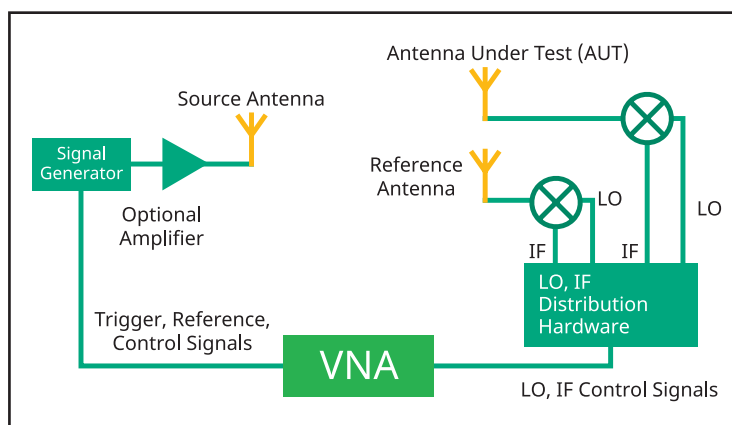 Antenna Under Test (AUT)
Source Antenna
Signal
Generator
Optional
Amplifier
Reference
Antenna
LO
LO
IF
IF
LO, IF
Distribution
Hardware
Trigger, Reference,
Control Signals
VNA
LO, IF Control Signals